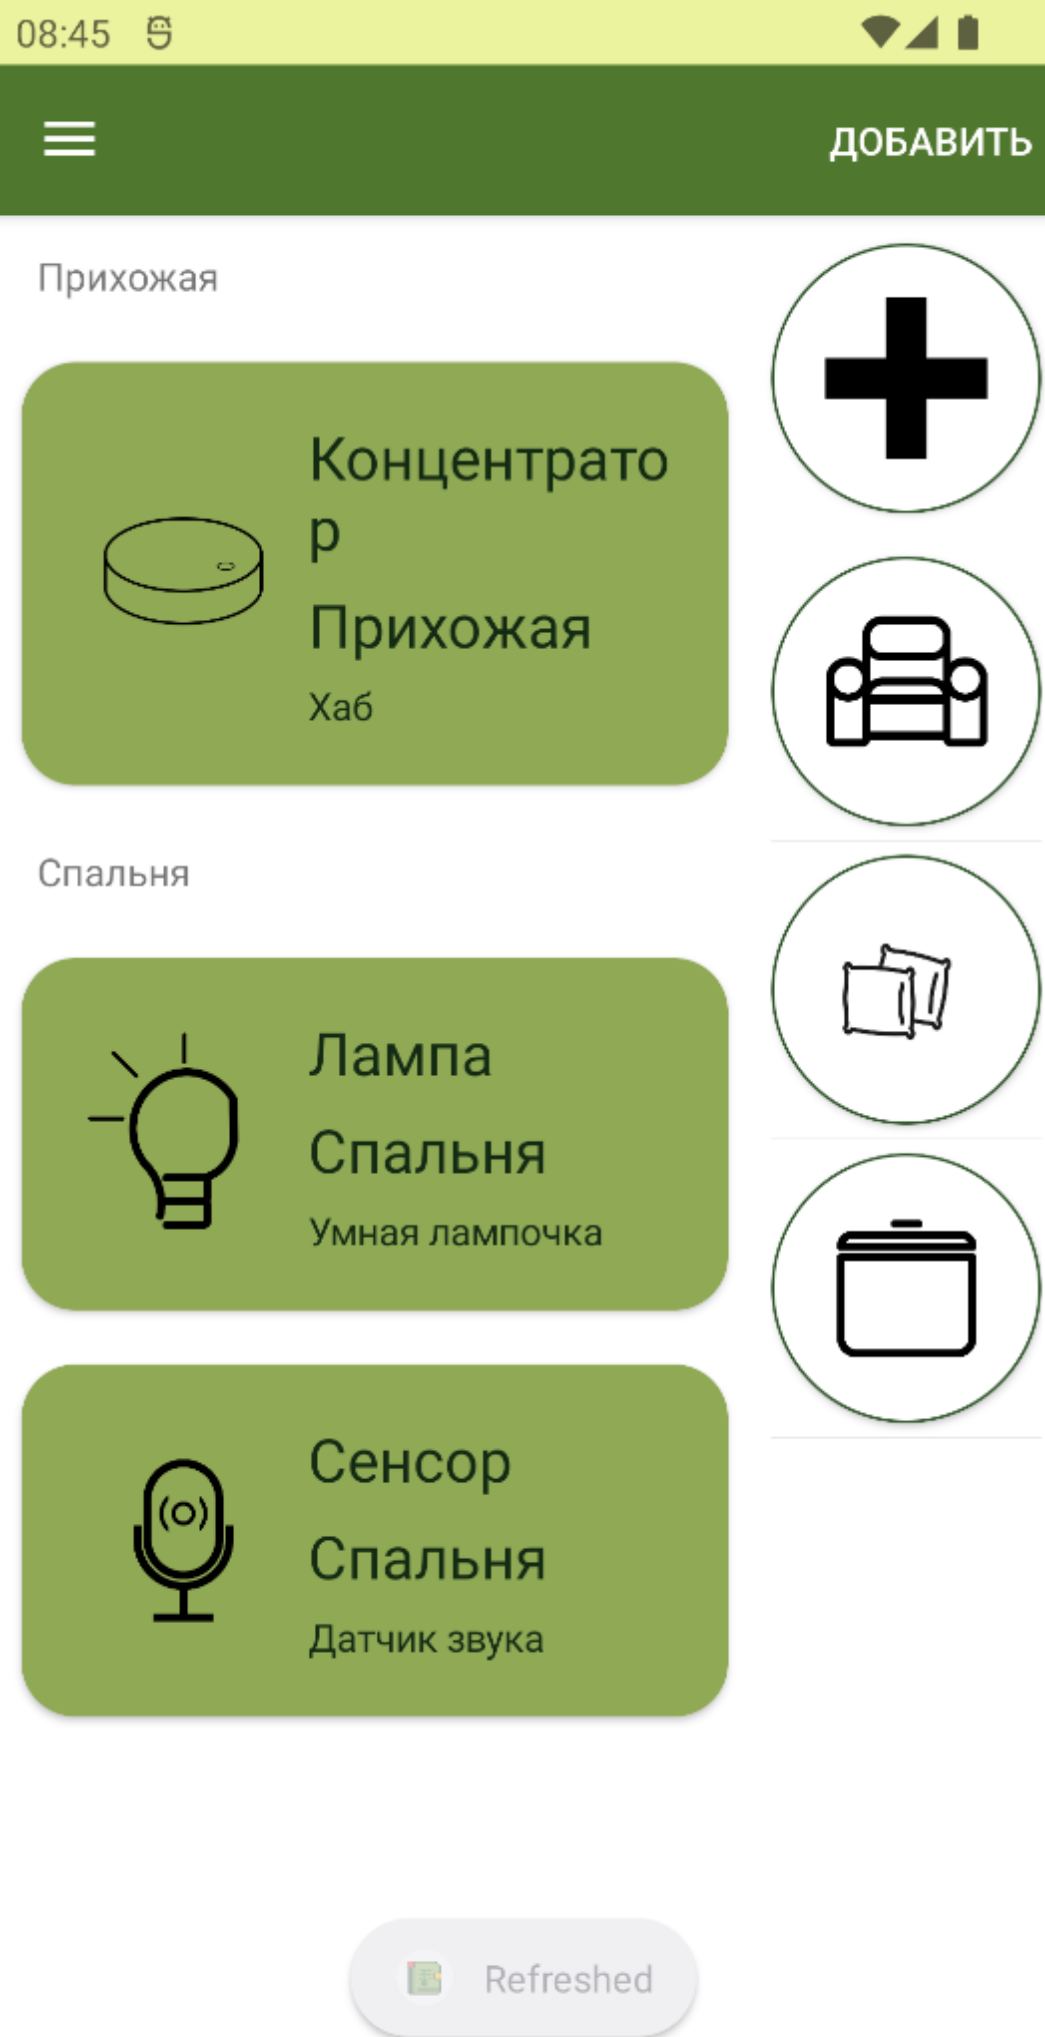 08:45
ДОБАВИТЬ
Прихожая
Концентрато
р
Прихожая
Хаб
Спальня
Лампа
Спальня
Умная лампочка
Сенсор
Спальня
Датчик звука
Refreshed